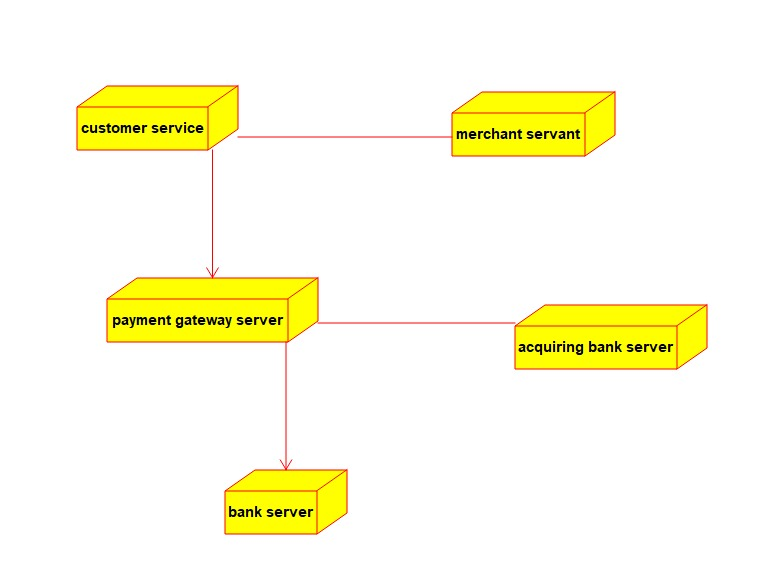 customer service
merchant servant
payment gateway server
acquiring bank server
bank server